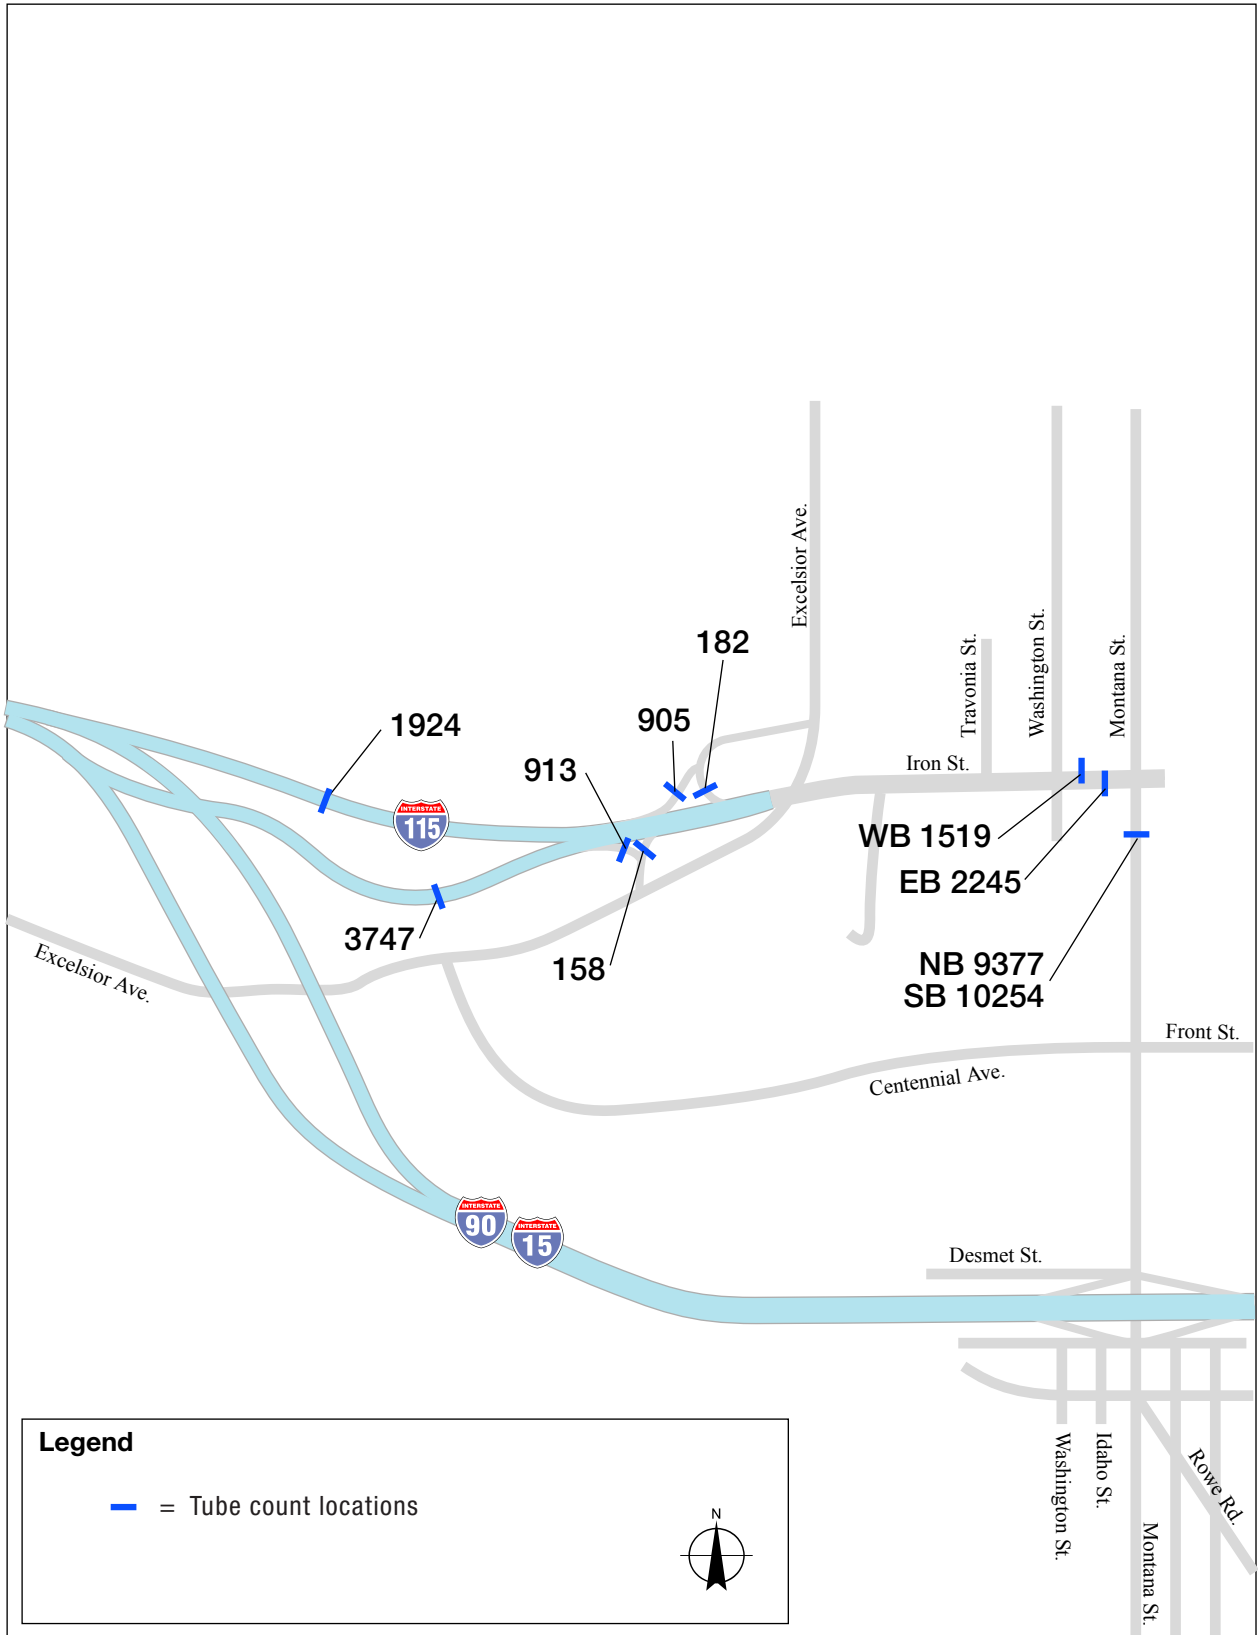 Excelsior Ave.
182
Travonia St.
Washington St.
Montana St.
905
1924
913
Iron St.
INTERSTATE
115
WB 1519
EB 2245
3747
158
NB 9377
SB 10254
Excelsior Ave.
Front St.
Centennial Ave.
INTERSTATE
90
INTERSTATE
15
Desmet St.
Washington St.
Idaho St.
Rowe Rd.
Montana St.
Legend
= Tube count locations
N